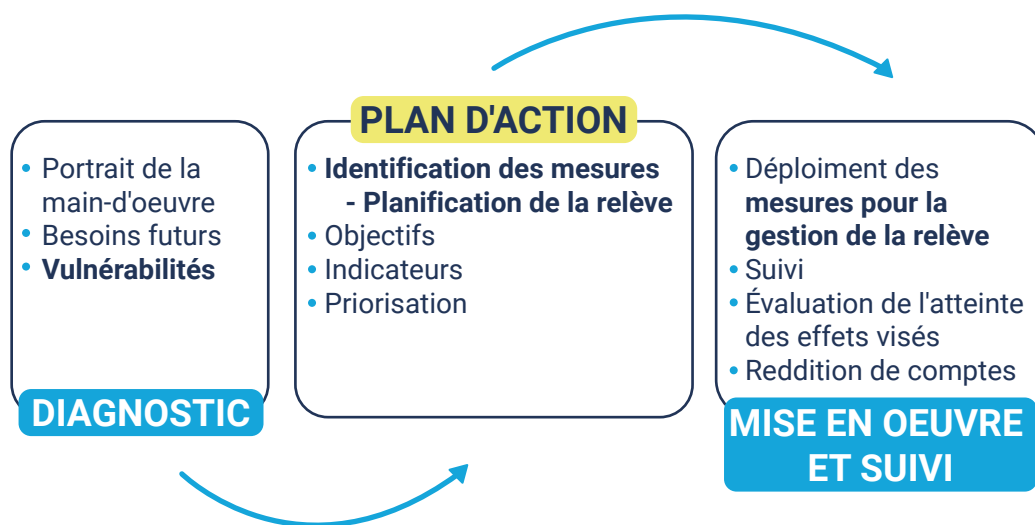 • Portrait de la
main-d'oeuvre
• Besoins futurs
• Vulnérabilités
DIAGNOSTIC
PLAN D'ACTION
• Identification des mesures
- Planification de la relève
• Objectifs
• Indicateurs
• Priorisation
• Déploiment des
mesures pour la
gestion de la relève
• Suivi
• Évaluation de l'atteinte
des effets visés
• Reddition de comptes
MISE EN OEUVRE
ET SUIVI